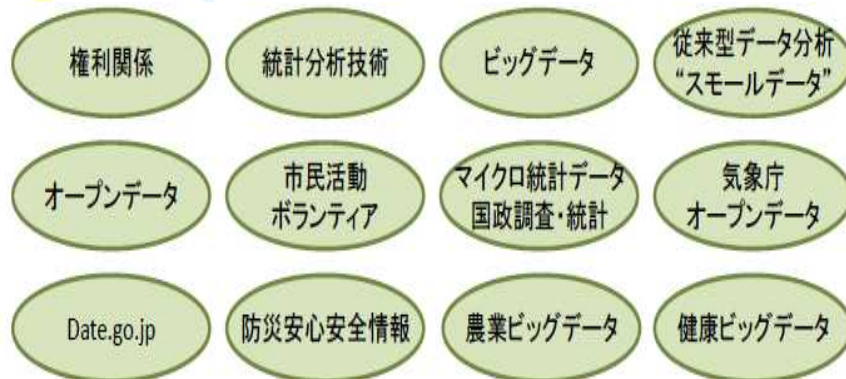 権利関係
統計分析技術
ビッグデータ
従来型データ分析
“スモールデータ”
オープンデータ
市民活動
ボランティア
マイクロ統計データ
国政調査・統計
気象庁
オープンデータ
Date.go.jp
防災安心安全情報
農業ビッグデータ
健康ビッグデータ